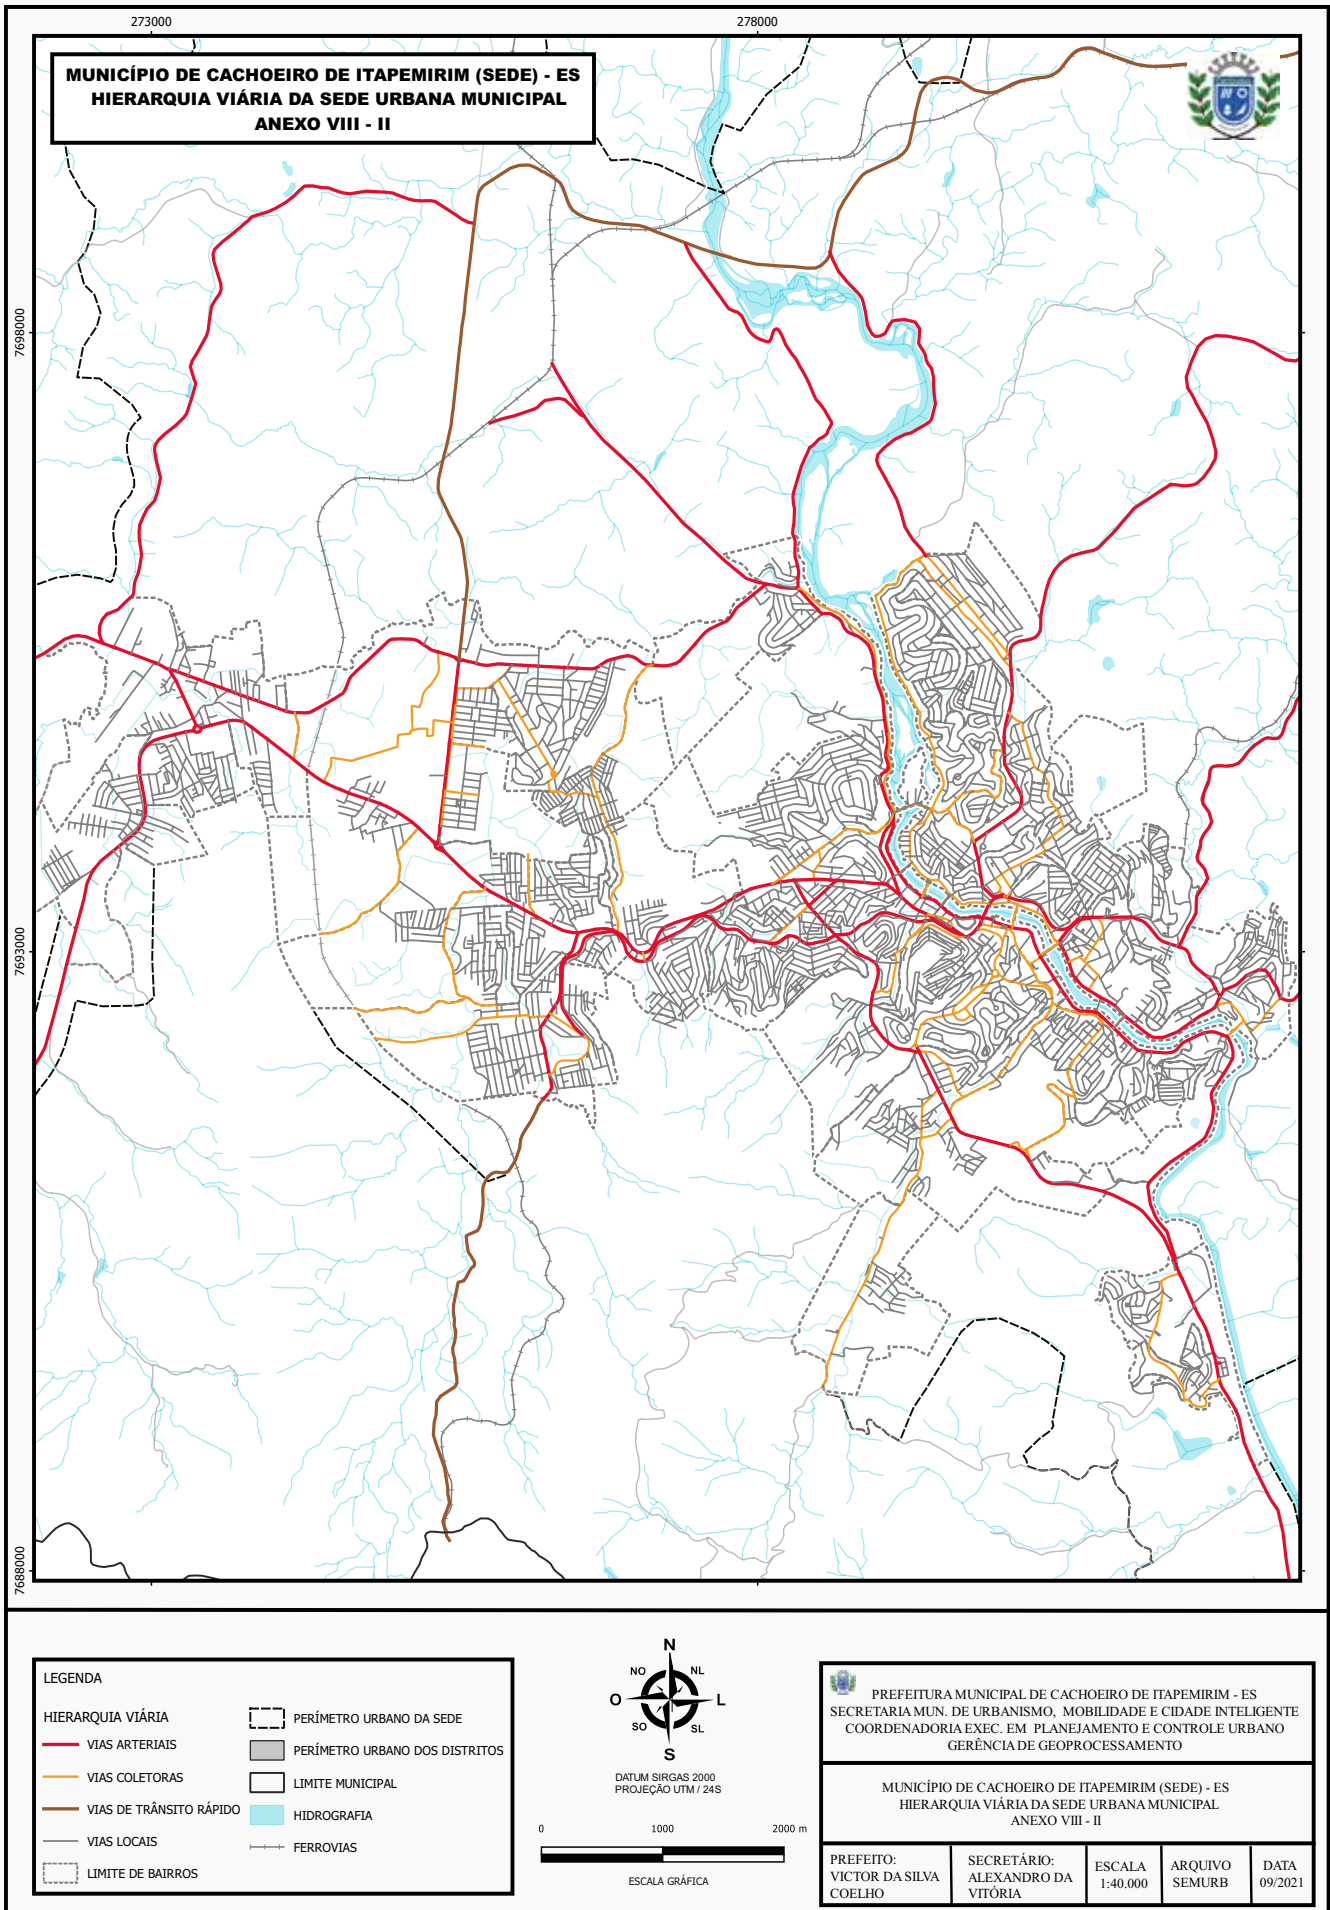 273000
278000
MUNICÍPIO DE CACHOEIRO DE ITAPEMIRIM (SEDE) - ES
HIERARQUIA VIÁRIA DA SEDE URBANA MUNICIPAL
ANEXO VIII - II
7698000
7693000
7688000
LEGENDA
HIERARQUIA VIÁRIA
VIAS ARTERIAIS
VIAS COLETORAS
VIAS DE TRÂNSITO RÁPIDO
VIAS LOCAIS
LIMITE DE BAIRROS
PERÍMETRO URBANO DA SEDE
PERÍMETRO URBANO DOS DISTRITOS
LIMITE MUNICIPAL
HIDROGRAFIA
FERROVIAS
N
NO
NL
O
L
SO
SL
S
DATUM SIRGAS 2000
PROJEÇÃO UTM / 24S
0 1000 2000 m
ESCALA GRÁFICA
PREFEITURA MUNICIPAL DE CACHOEIRO DE ITAPEMIRIM - ES
SECRETARIA MUN. DE URBANISMO, MOBILIDADE E CIDADE INTELIGENTE
COORDENADORIA EXEC. EM PLANEJAMENTO E CONTROLE URBANO
GERÊNCIA DE GEOPROCESSAMENTO
MUNICÍPIO DE CACHOEIRO DE ITAPEMIRIM (SEDE) - ES
HIERARQUIA VIÁRIA DA SEDE URBANA MUNICIPAL
ANEXO VIII - II
PREFEITO:
VICTOR DA SILVA
COELHO
SECRETÁRIO:
ALEXANDRO DA
VITÓRIA
ESCALA
1:40.000
ARQUIVO
SEMURB
DATA
09/2021